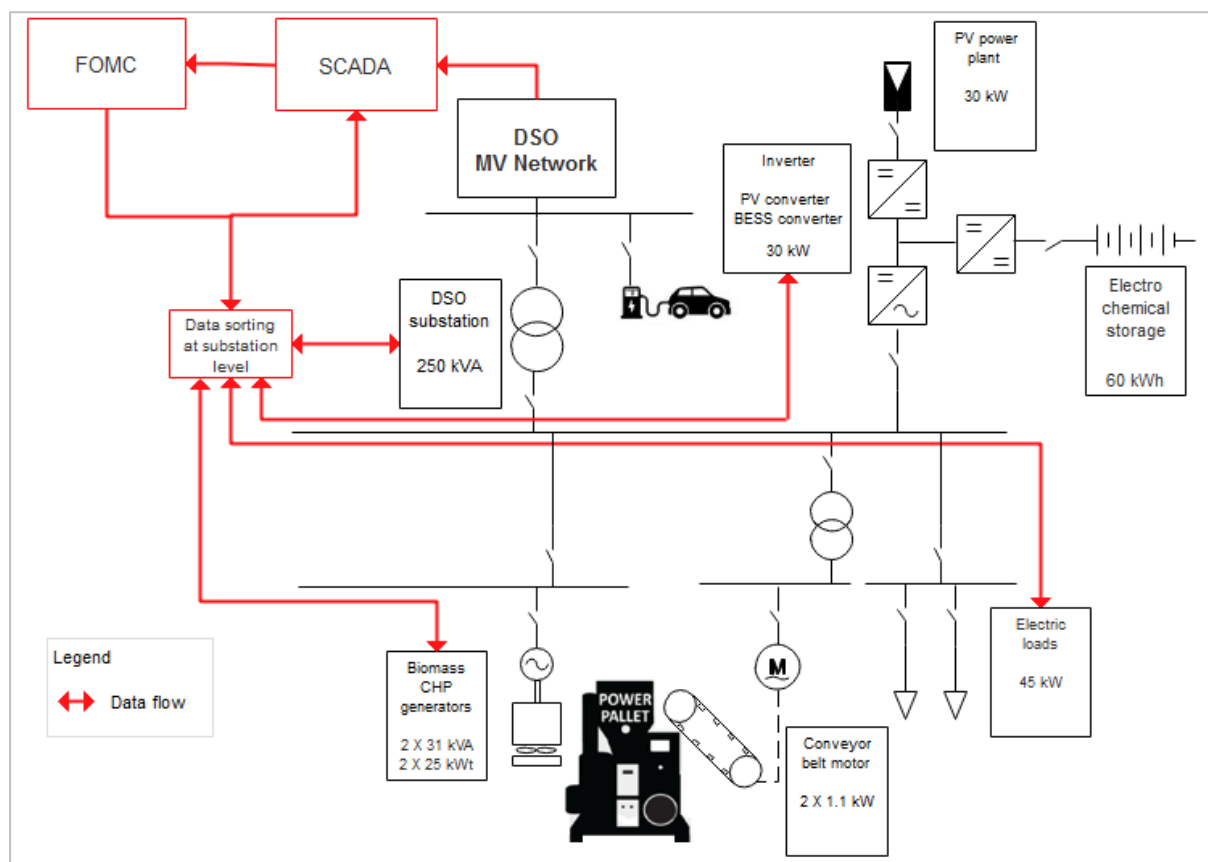 FOMC
SCADA
DSO
MV Network
PV power
plant
30 kW
Inverter
PV converter
BESS converter
30 kW
DSO
substation
250 kVA
Data sorting
at substation
level
Electro
chemical
storage
60 kWh
Legend
Data flow
Biomass
CHP
generators
2 X 31 kVA
2 X 25 kWt
POWER
PALLET
M
Conveyor
belt motor
2 X 1.1 kW
Electric
loads
45 kW